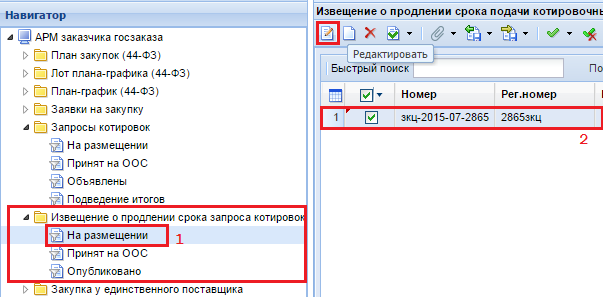 Навигатор
АРМ заказчика госзаказа
План закупок (44-ФЗ)
Лот плана-графика (44-ФЗ)
План-график (44-ФЗ)
Заявки на закупку
Запросы котировок
На размещении
Принят на ООС
Объявлены
Подведение итогов
Извещение о продлении срока запроса котировок
На размещении
1
Принят на ООС
Опубликовано
Закупка у единственного поставщика
Извещение о продлении срока подачи котировочны
Редактировать
Быстрый поиск
По
Номер
Рег.номер
1
зкц-2015-07-2865
2865зкц
2